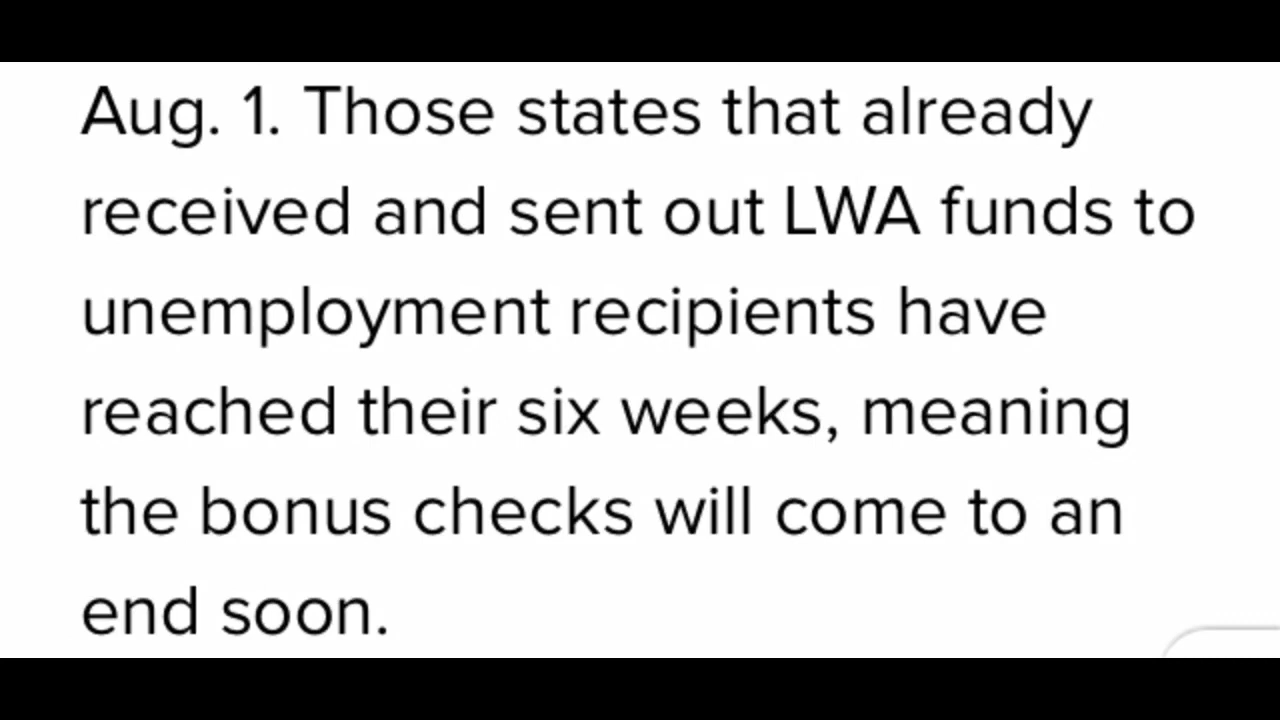 Aug. 1. Those states that already
received and sent out LWA funds to
unemployment recipients have
reached their six weeks, meaning
the bonus checks will come to an
end soon.